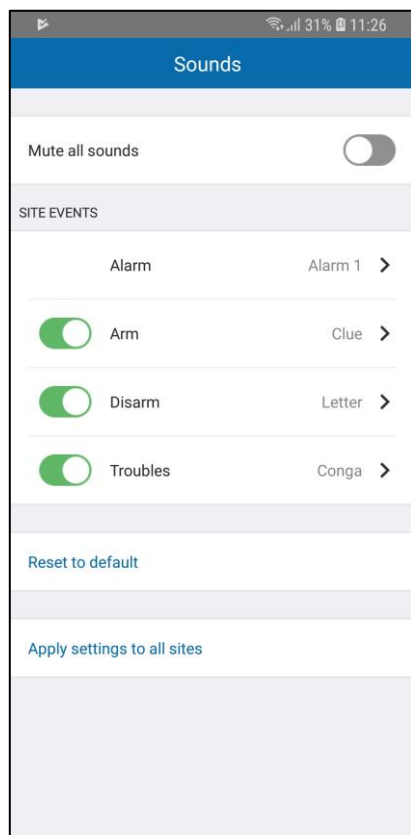 31% 11:26
Sounds
Mute all sounds
SITE EVENTS
Alarm Alarm 1
Arm Clue
Disarm Letter
Troubles Conga
Reset to default
Apply settings to all sites